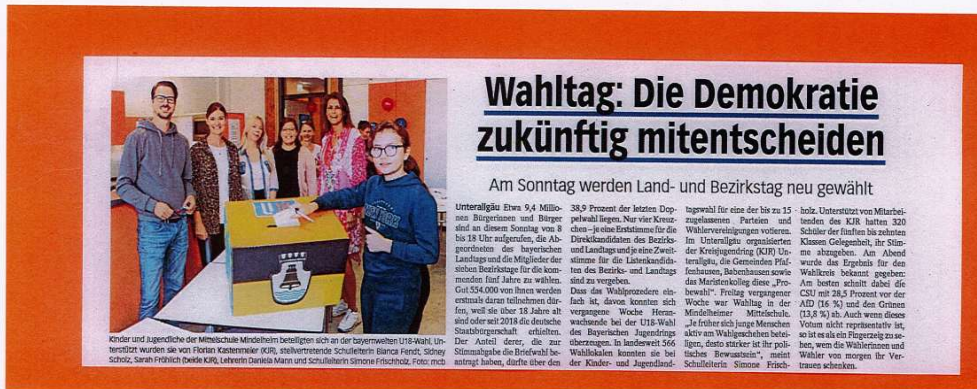 Wahltag: Die Demokratie
zukünftig mitentscheiden
Am Sonntag werden Land- und Bezirkstag neu gewählt
Kinder und Jugendliche der Mittelschule Mindelheim beteiligten sich an der bayernweiten U18-Wahl. Un-
terstützt wurden sie von Florian Kastenmeier (KJR), stellvertretende Schulleiterin Bianca Fendt, Sidney
Scholz, Sarah Fröhlich (beide KJR), Lehrerin Daniela Mann und Schulleiterin Simone Frischholz. Foto: mcb
Unterallgäu Etwa 9,4 Millio-
nen Bürgerinnen und Bürger
sind an diesem Sonntag von 8
bis 18 Uhr aufgerufen, die Ab-
geordneten des bayerischen
Landtags und die Mitglieder der
sieben Bezirkstage für die kom-
menden fünf Jahre zu wählen.
Gut 554.000 von ihnen werden
erstmals daran teilnehmen dür-
fen, weil sie über 18 Jahre alt
sind oder seit 2018 die deutsche
Staatsbürgerschaft erhielten.
Der Anteil derer, die zur
Stimmabgabe die Briefwahl be-
antragt haben, dürfte über den
38,9 Prozent der letzten Dop-
pelwahl liegen. Nur vier Kreuz-
chen – je eine Erststimme für die
Direktkandidaten des Bezirks-
und Landtags und je eine Zweit-
stimme für die Listenkandida-
ten des Bezirks- und Landtags
sind zu vergeben.
Dass das Wahlprozedere ein-
fach ist, davon konnten sich
vergangene Woche Heran-
wachsende bei der U18-Wahl
des Bayerischen Jugendrings
überzeugen. In landesweit 566
Wahllokalen konnten sie bei
der Kinder- und Jugendland-
tagswahl für eine der bis zu 15
zugelassenen Parteien und
Wählervereinigungen votieren.
Im Unterallgäu organisierten
der Kreisjugendring (KJR) Un-
terallgäu, die Gemeinden Pfaf-
fenhausen, Babenhausen sowie
das Maristenkolleg diese „Pro-
bewahl“. Freitag vergangener
Woche war Wahltag in der
Mindelheimer Mittelschule.
„Je früher sich junge Menschen
aktiv am Wahlgeschehen betei-
ligen, desto stärker ist ihr poli-
tisches Bewusstsein“, meint
Schulleiterin Simone Frisch-
holz. Unterstützt von Mitarbei-
tenden des KJR hatten 320
Schüler der fünften bis zehnten
Klassen Gelegenheit, ihr Stim-
me abzugeben. Am Abend
wurde das Ergebnis für den
Wahlkreis bekannt gegeben:
Am besten schnitt dabei die
CSU mit 28,5 Prozent vor der
AfD (16 %) und den Grünen
(13,8 %) ab. Auch wenn dieses
Votum nicht repräsentativ ist,
so ist es als ein Fingerzeig zu se-
hen, wem die Wählerinnen und
Wähler von morgen ihr Ver-
trauen schenken.